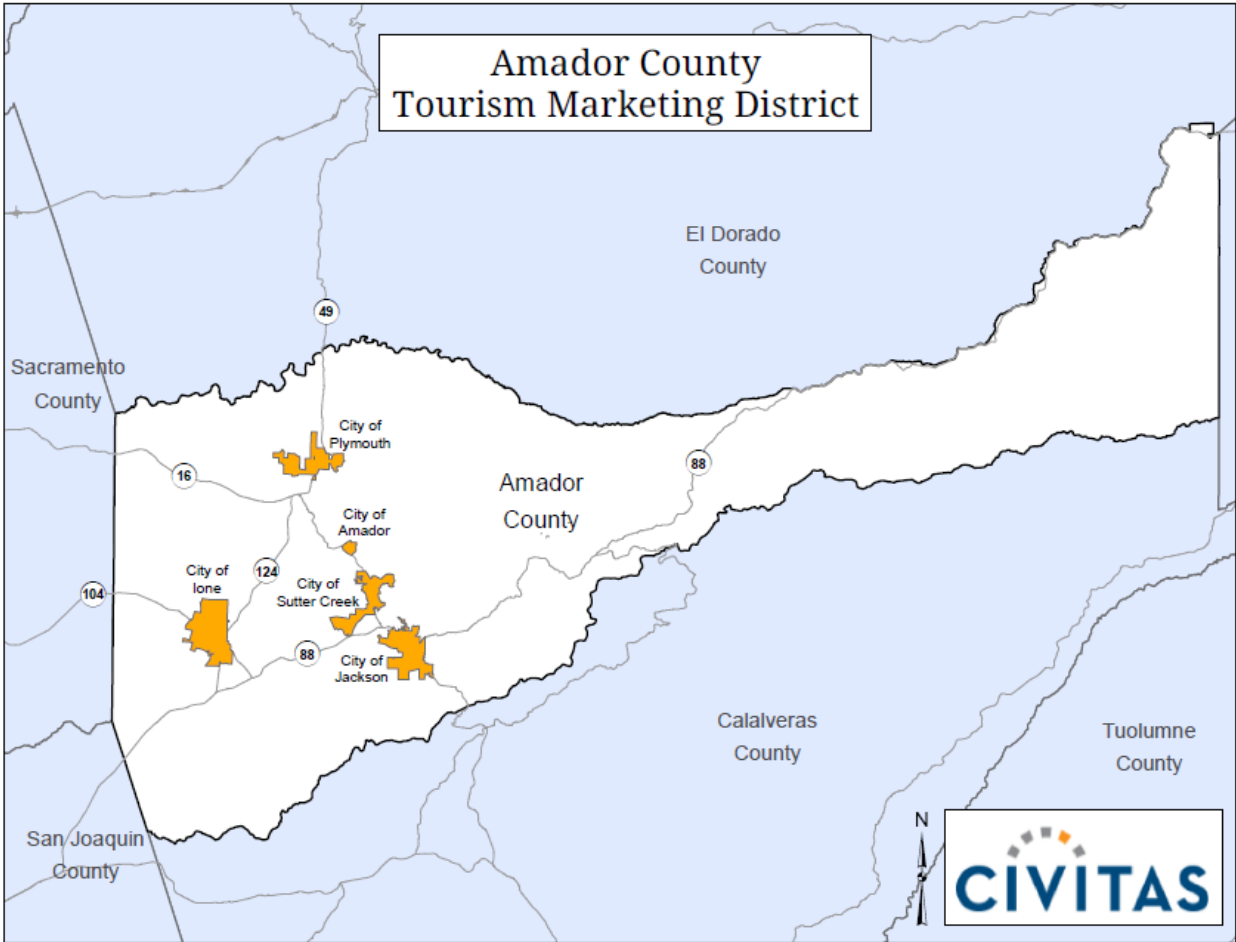 Amador County
Tourism Marketing District
El Dorado
County
49
Sacramento
County
City of
Plymouth
16
88
Amador
County
City of
Amador
104
City of
Ione
124
City of
Sutter Creek
88
City of
Jackson
Calalveras
County
Tuolumne
County
San Joaquin
County
N
CIVITAS